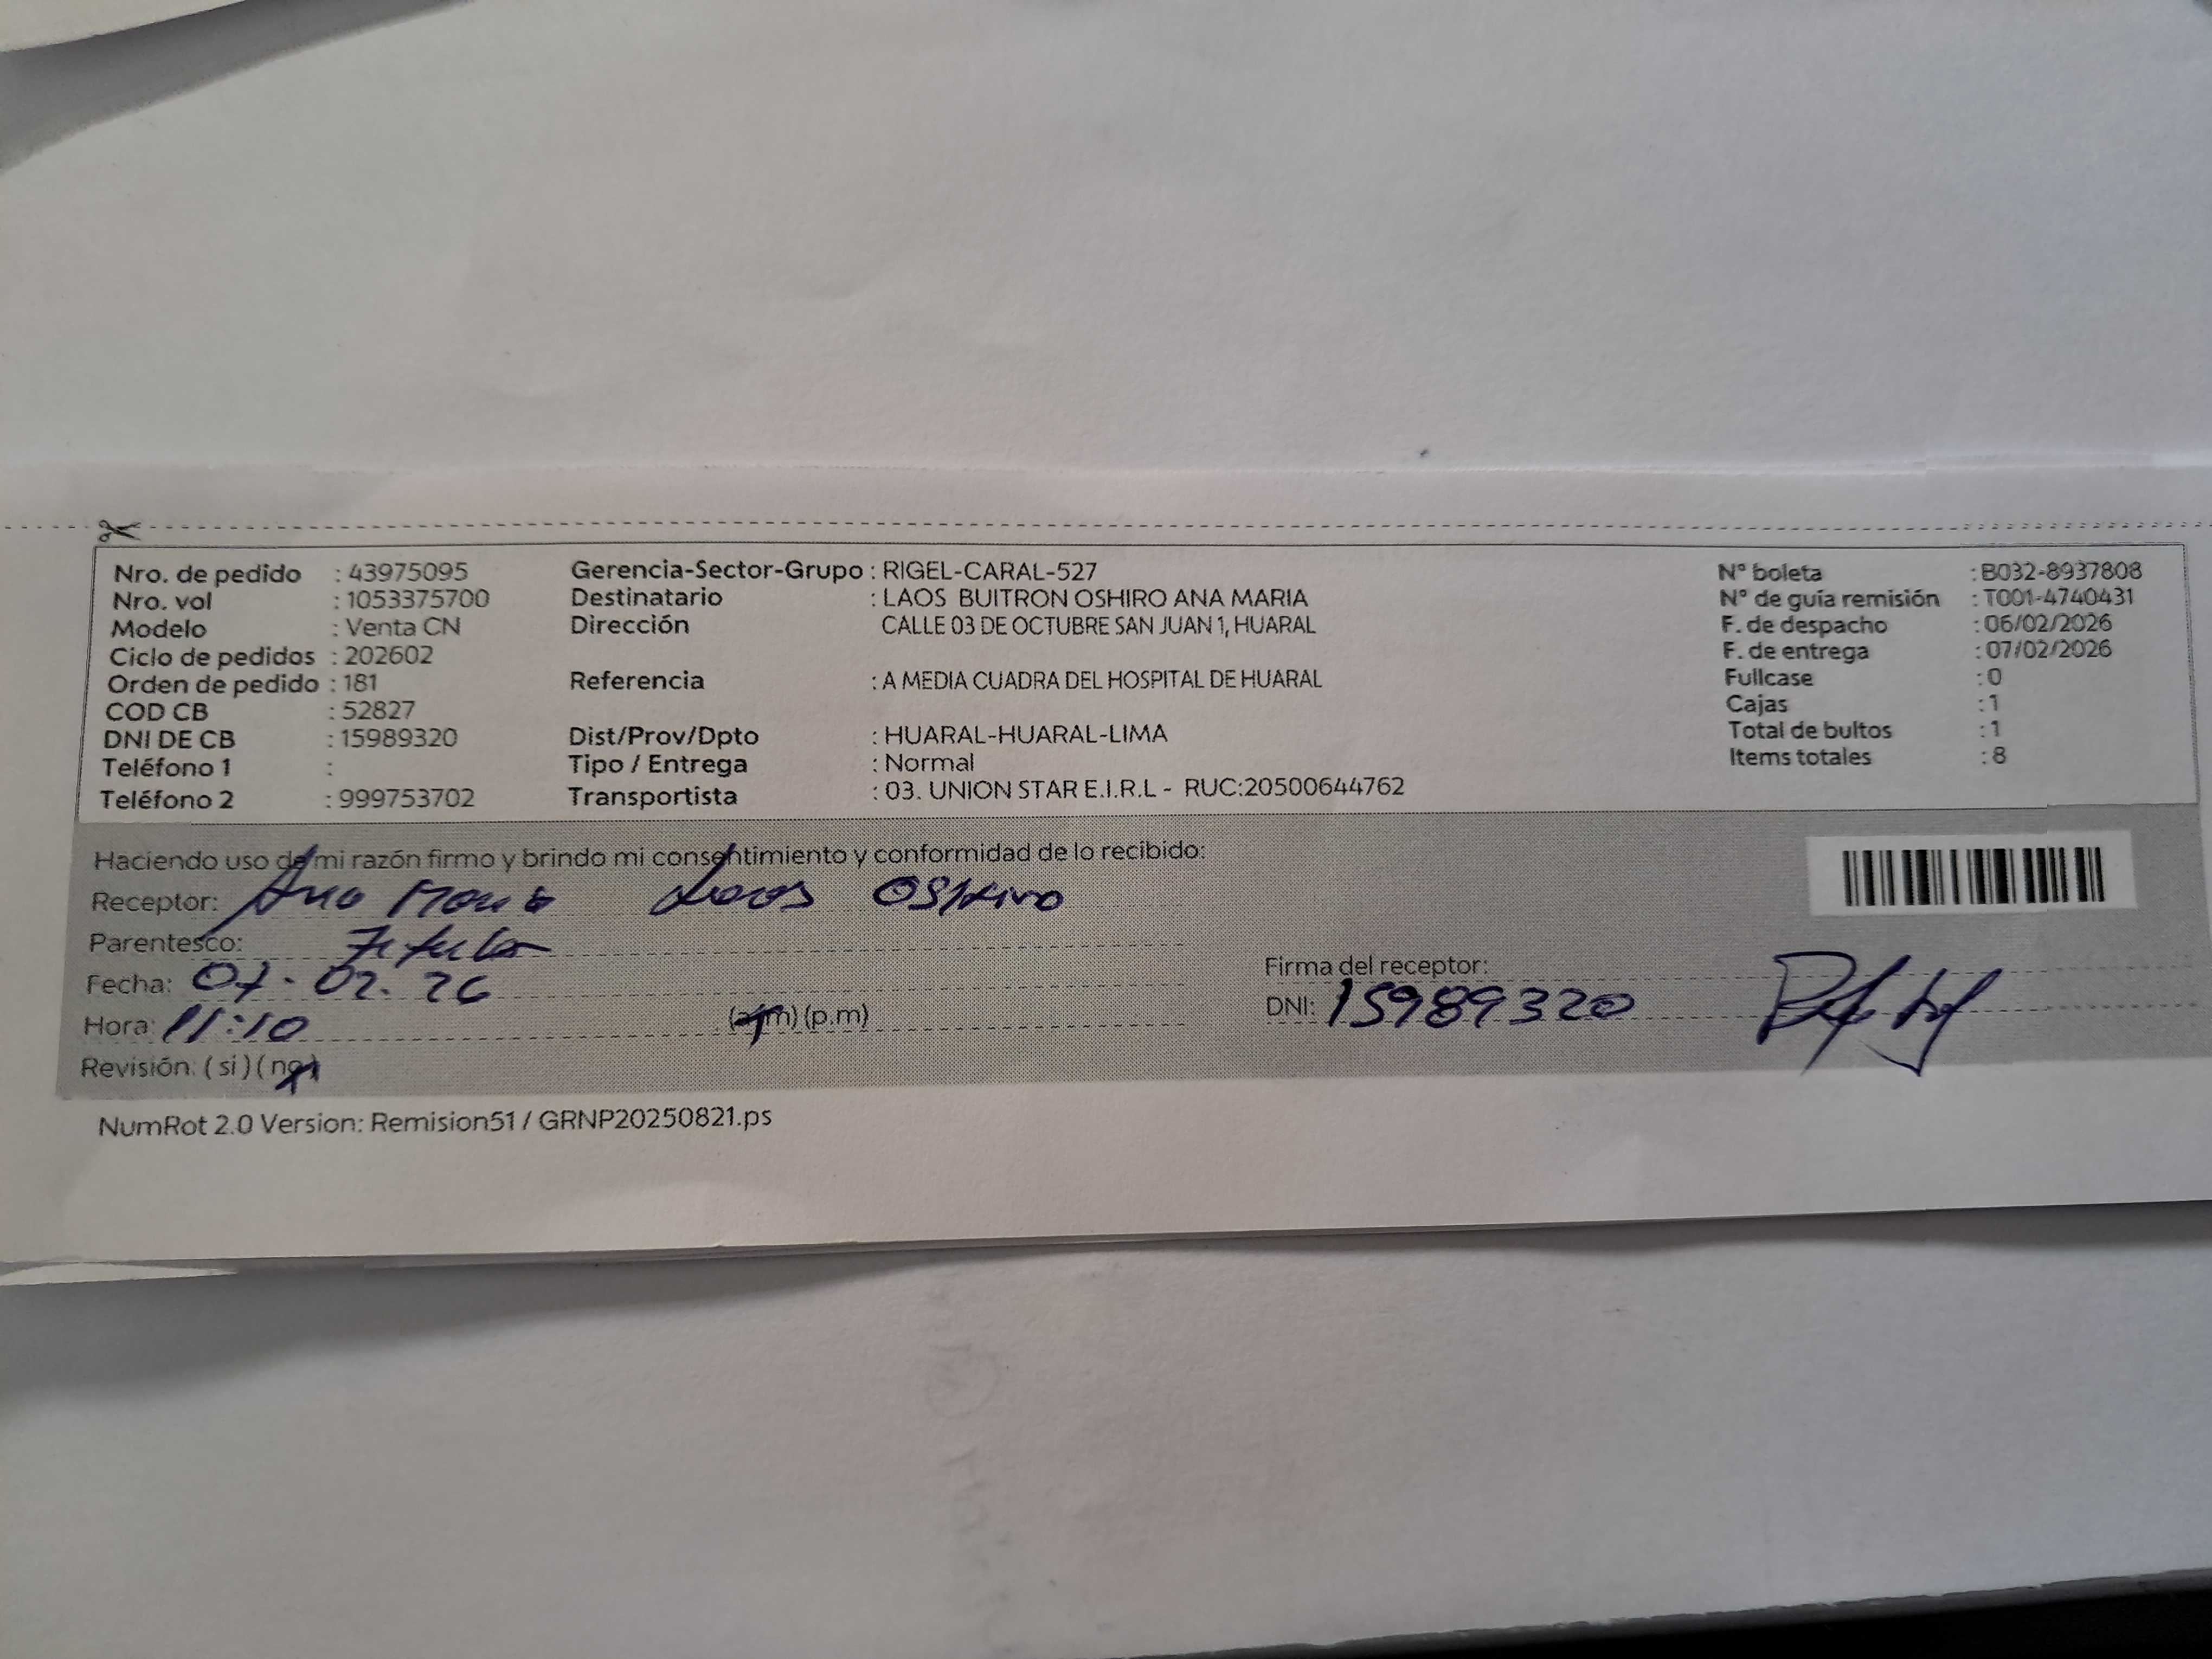 Nro. de pedido : 43975095
Nro. vol : 1053375700
Modelo : Venta CN
Ciclo de pedidos : 202602
Orden de pedido : 181
COD CB : 52827
DNI DE CB : 15989320
Teléfono 1 :
Teléfono 2 : 999753702
Gerencia-Sector-Grupo : RIGEL-CARAL-527
Destinatario : LAOS BUITRON OSHIRO ANA MARIA
Dirección CALLE 03 DE OCTUBRE SAN JUAN 1, HUARAL
Referencia : A MEDIA CUADRA DEL HOSPITAL DE HUARAL
Dist/Prov/Dpto : HUARAL-HUARAL-LIMA
Tipo / Entrega : Normal
Transportista : 03. UNION STAR E.I.R.L - RUC:20500644762
N° boleta : B032-8937808
N° de guía remisión : T001-4740431
F. de despacho : 06/02/2026
F. de entrega : 07/02/2026
Fullcase : 0
Cajas : 1
Total de bultos : 1
Items totales : 8
Haciendo uso de mi razón firmo y brindo mi consentimiento y conformidad de lo recibido:
Receptor: Ana Maria Laos Oshiro
Parentesco: Titular
Fecha: 07-02.26
Hora: 11:10 (a.m) (p.m)
Revisión: (si) (no)
Firma del receptor:
DNI: 15989320
NumRot 2.0 Version: Remision51 / GRNP20250821.ps